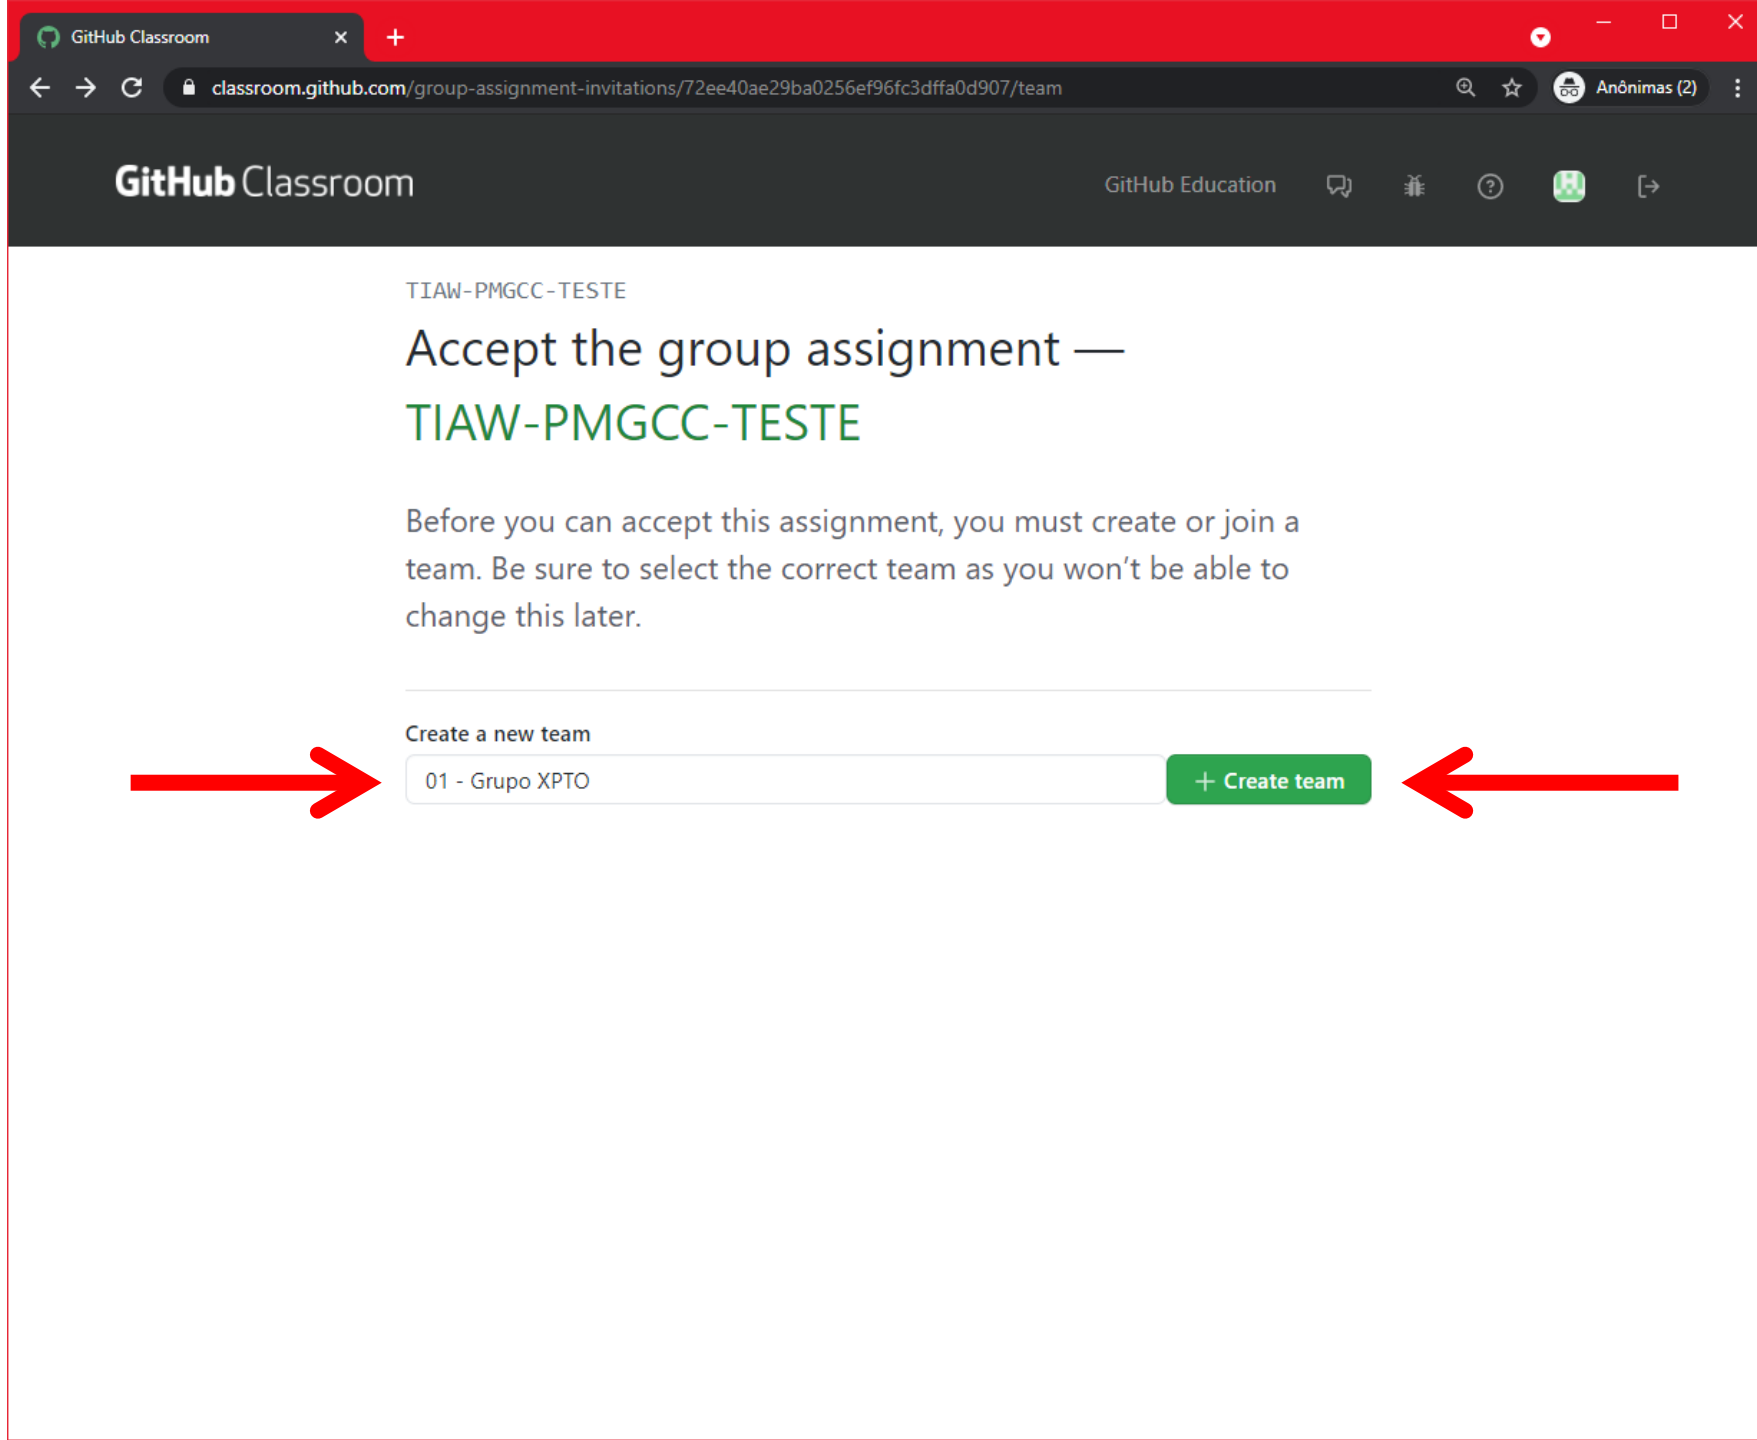 GitHub Classroom
classroom.github.com/group-assignment-invitations/72ee40ae29ba0256ef96fc3dffa0d907/team
Anônimas (2)
GitHub Classroom
GitHub Education
TIAW-PMGCC-TESTE
Accept the group assignment —
TIAW-PMGCC-TESTE
Before you can accept this assignment, you must create or join a
team. Be sure to select the correct team as you won't be able to
change this later.
Create a new team
01 - Grupo XPTO
+ Create team